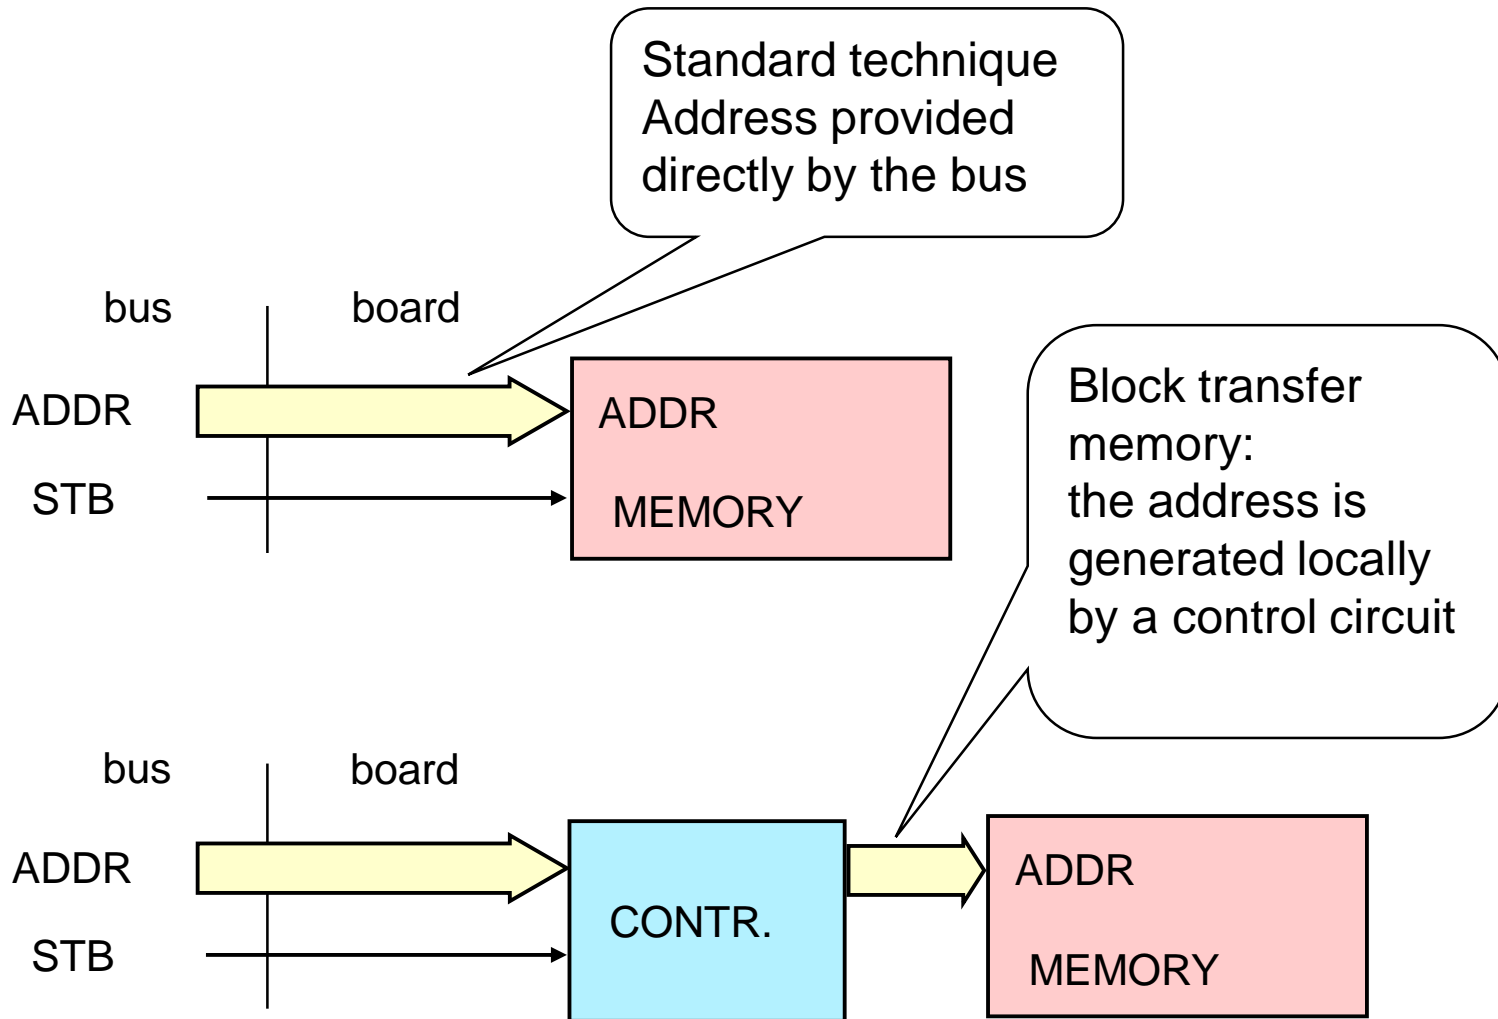 Standard technique
Address provided
directly by the bus
bus board
ADDR
STB
ADDR
MEMORY
Block transfer
memory:
the address is
generated locally
by a control circuit
bus board
ADDR
STB
CONTR.
ADDR
MEMORY